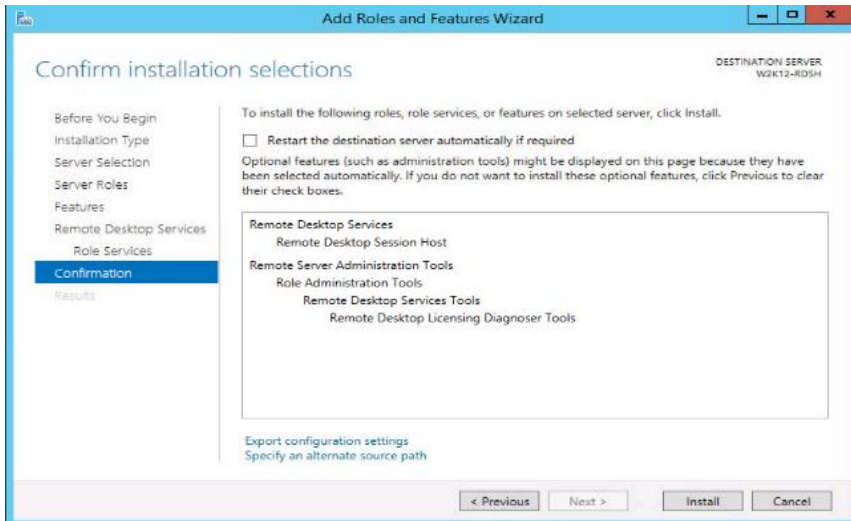 Add Roles and Features Wizard
Confirm installation selections
DESTINATION SERVER
W2K12-RDSH
Before You Begin
Installation Type
Server Selection
Server Roles
Features
Remote Desktop Services
Role Services
Confirmation
Results
To install the following roles, role services, or features on selected server, click Install.
Restart the destination server automatically if required
Optional features (such as administration tools) might be displayed on this page because they have
been selected automatically. If you do not want to install these optional features, click Previous to clear
their check boxes.
Remote Desktop Services
Remote Desktop Session Host
Remote Server Administration Tools
Role Administration Tools
Remote Desktop Services Tools
Remote Desktop Licensing Diagnoser Tools
Export configuration settings
Specify an alternate source path
< Previous
Next >
Install
Cancel